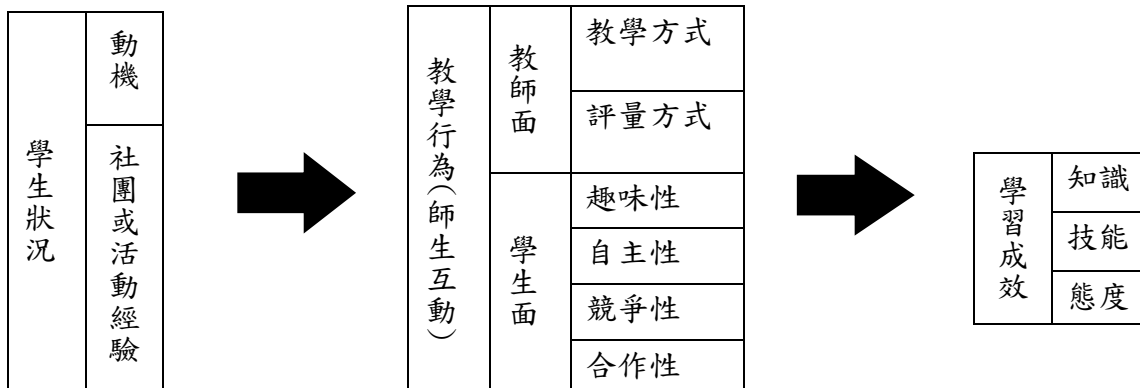 學生狀況
動機
社團或活動經驗
教學行為(師生互動)
教師面
教學方式
評量方式
學生面
趣味性
自主性
競爭性
合作性
學習成效
知識
技能
態度